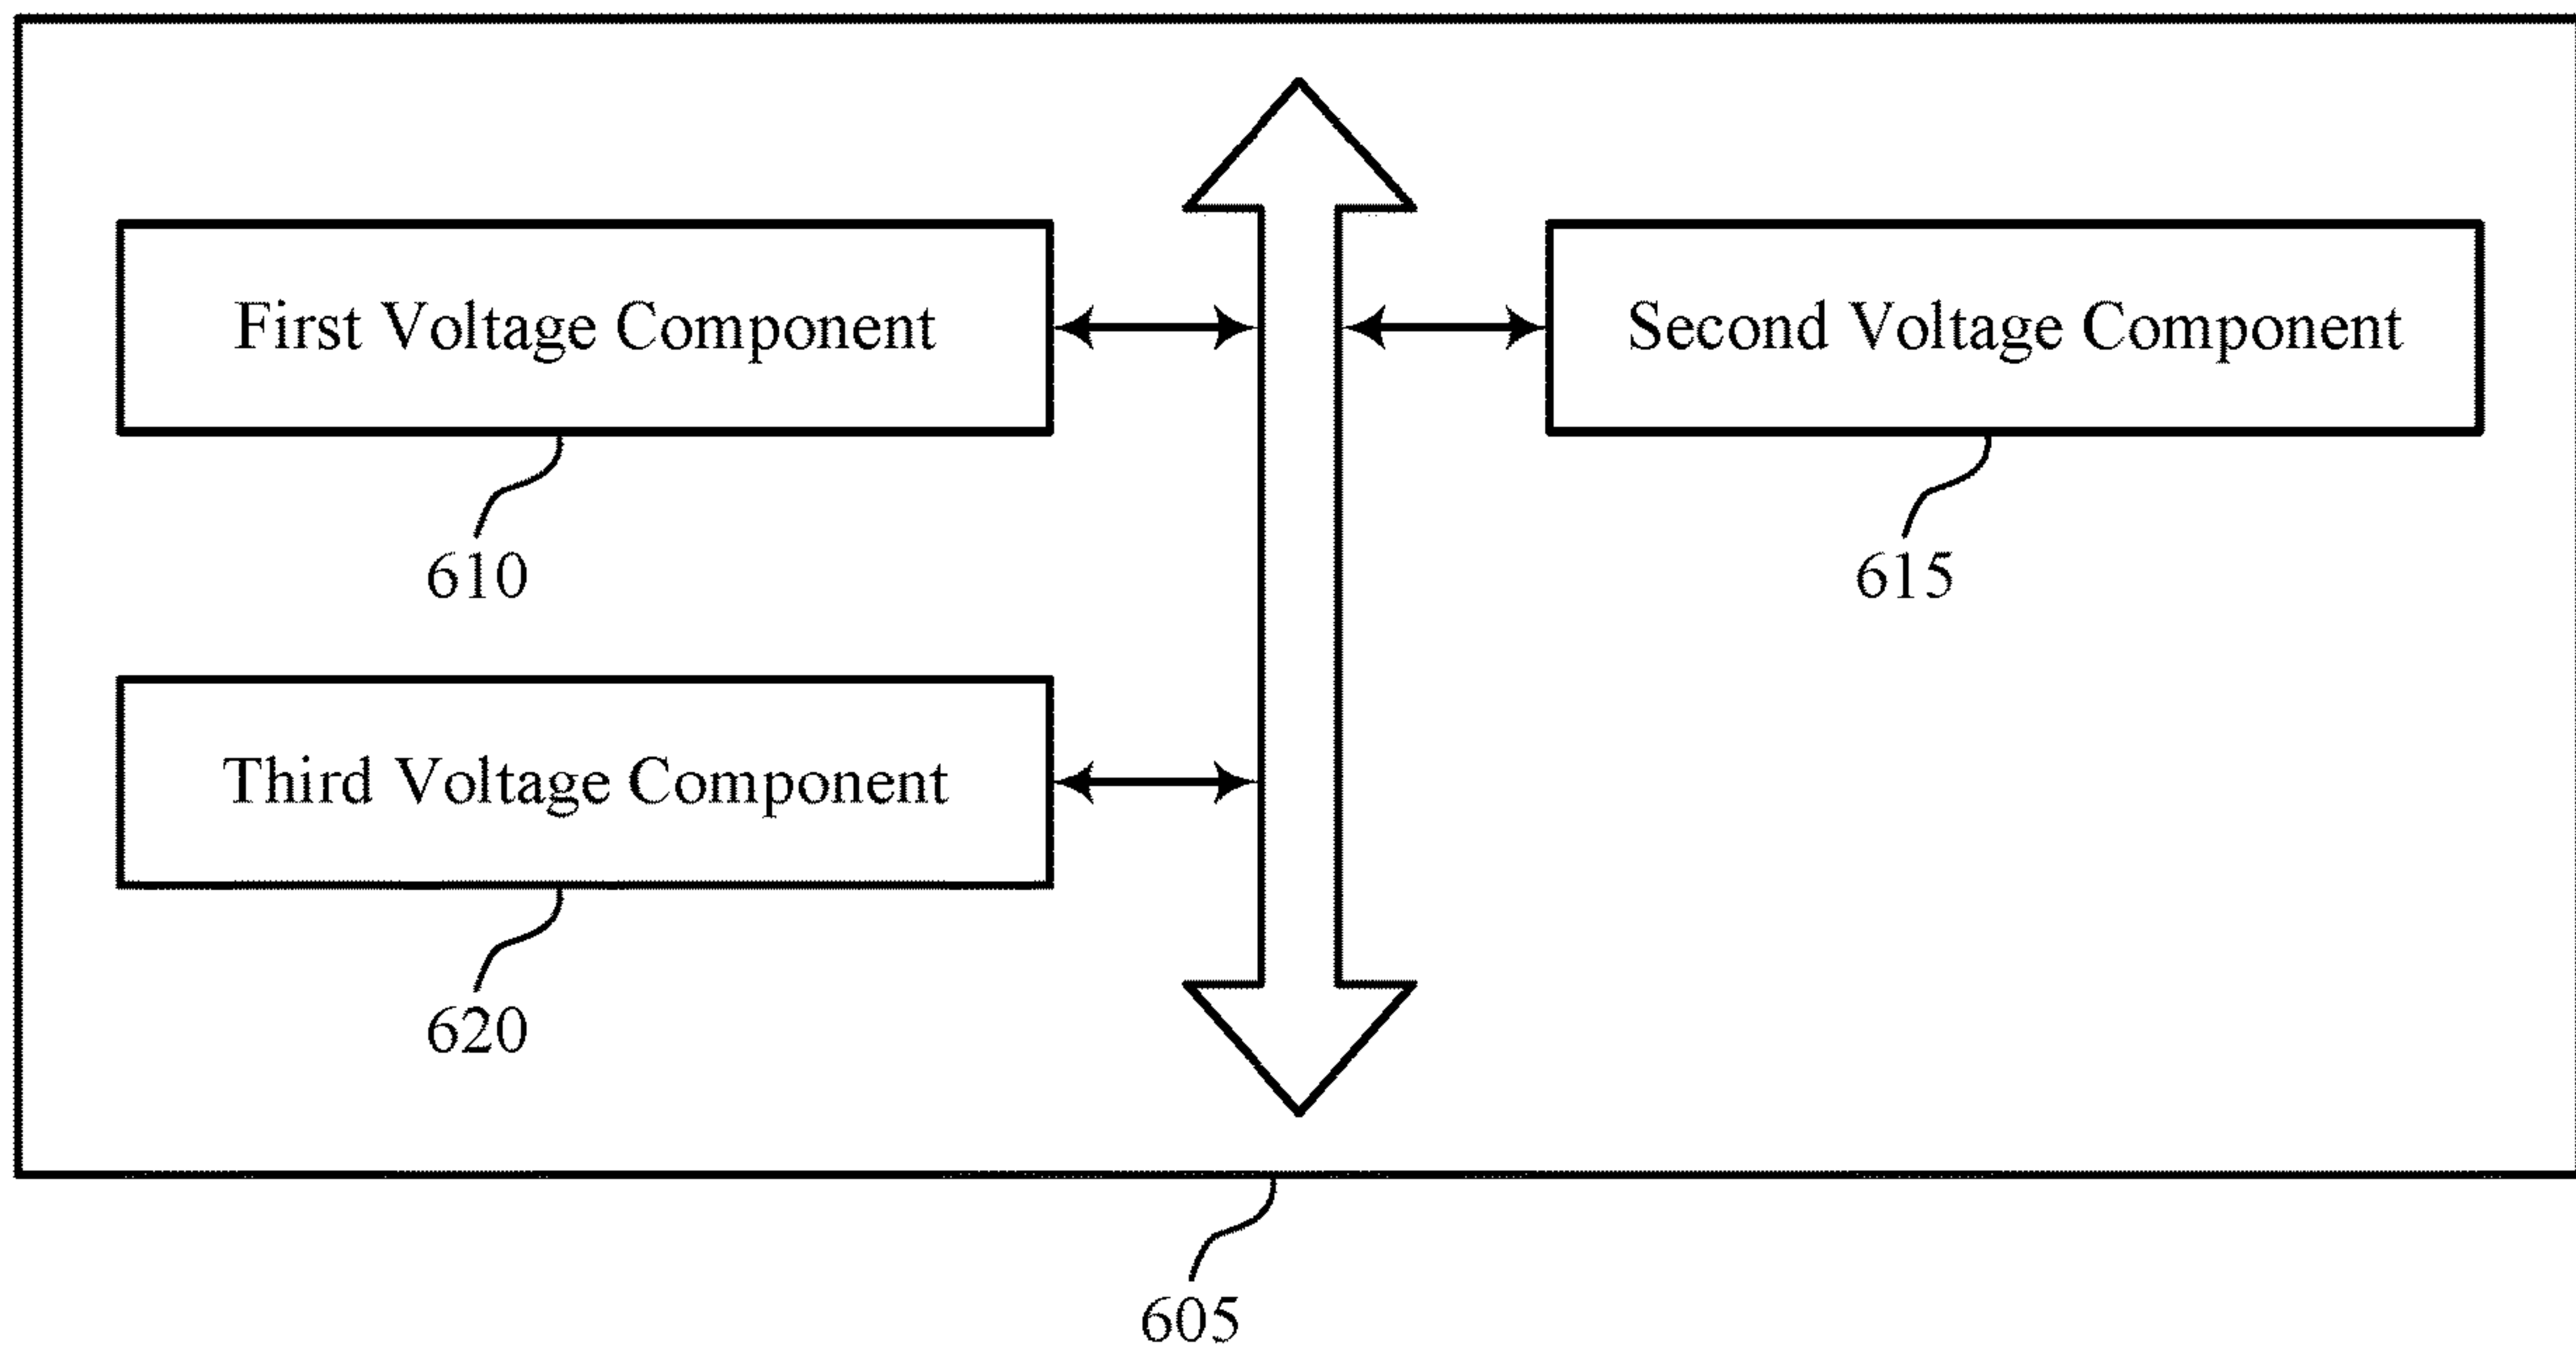 First Voltage Component
Second Voltage Component
610
615
Third Voltage Component
620
605